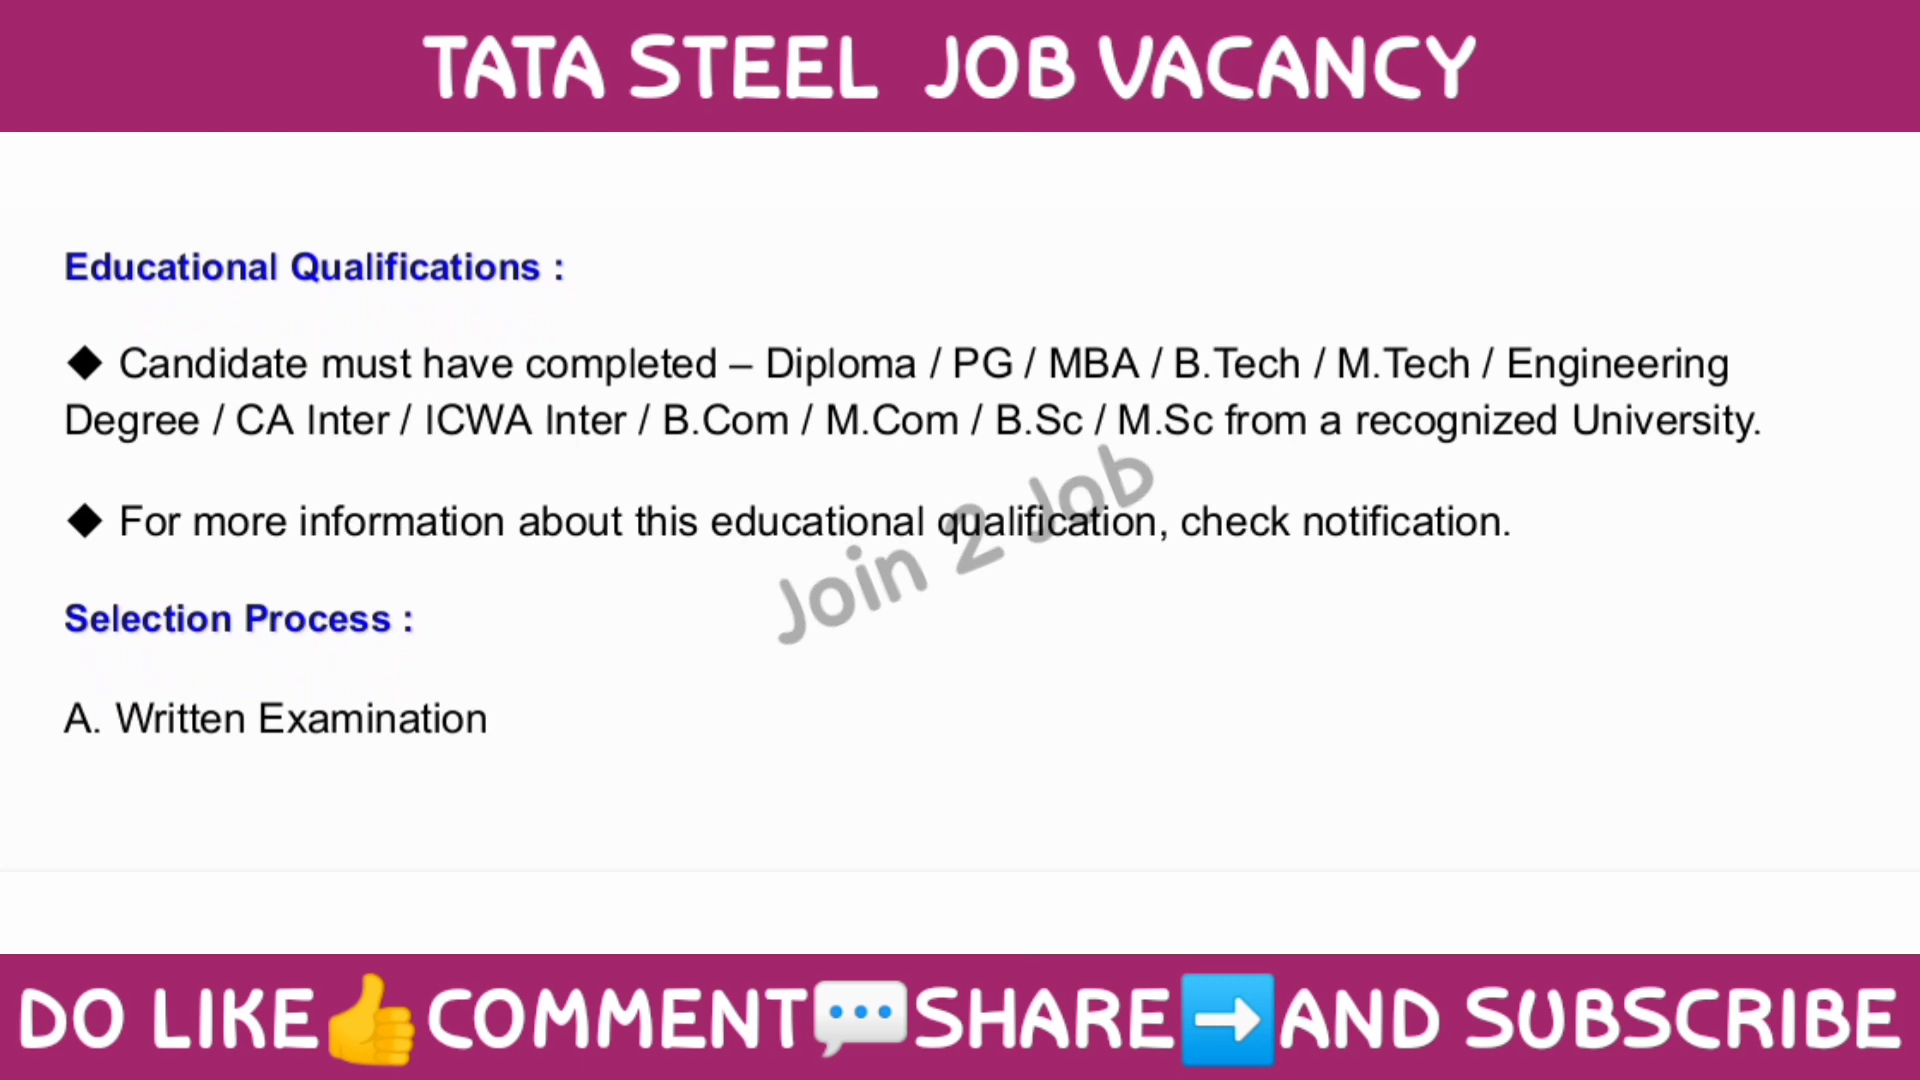 TATA STEEL JOB VACANCY
Educational Qualifications :
◆ Candidate must have completed – Diploma / PG / MBA / B.Tech / M.Tech / Engineering
Degree / CA Inter / ICWA Inter / B.Com / M.Com / B.Sc / M.Sc from a recognized University.
◆ For more information about this educational qualification, check notification.
Join 2 Job
Selection Process :
A. Written Examination
DO LIKE👍COMMENT💬SHARE➡️AND SUBSCRIBE